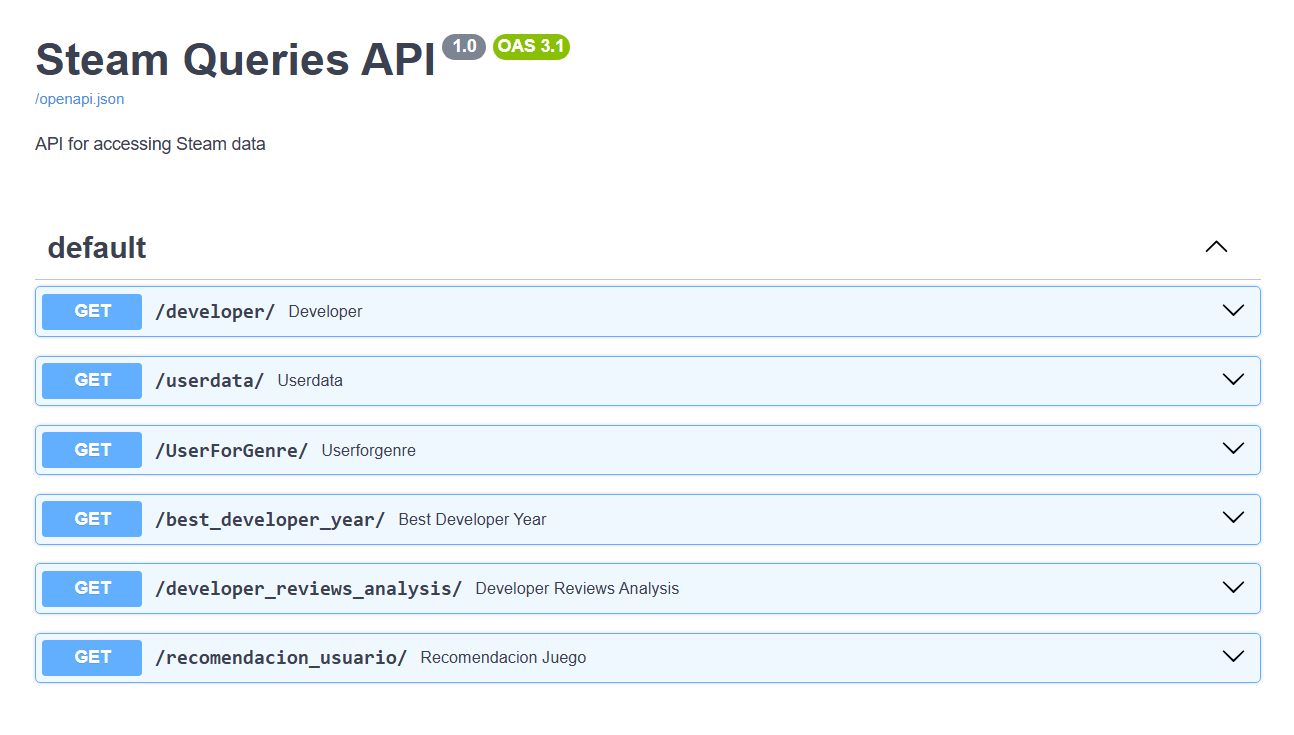 Steam Queries API 1.0 OAS 3.1
/openapi.json
API for accessing Steam data
default
GET /developer/ Developer
GET /userdata/ Userdata
GET /UserForGenre/ Userforgenre
GET /best_developer_year/ Best Developer Year
GET /developer_reviews_analysis/ Developer Reviews Analysis
GET /recomendacion_usuario/ Recomendacion Juego